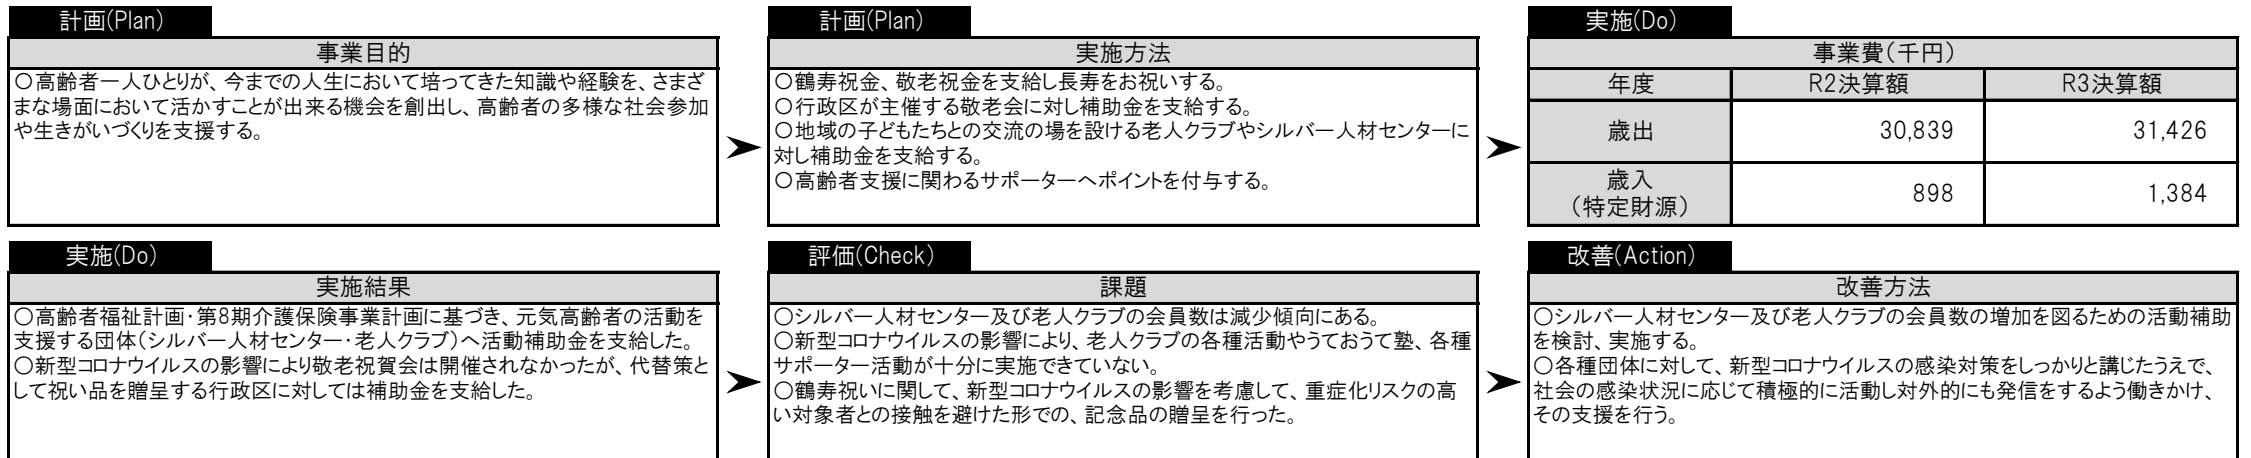 計画(Plan)
事業目的
○高齢者一人ひとりが、今までの人生において培ってきた知識や経験を、さまざ
まな場面において活かすことが出来る機会を創出し、高齢者の多様な社会参加
や生きがいづくりを支援する。
計画(Plan)
実施方法
○鶴寿祝金、敬老祝金を支給し長寿をお祝いする。
○行政区が主催する敬老会に対し補助金を支給する。
○地域の子どもたちとの交流の場を設ける老人クラブやシルバー人材センターに
対し補助金を支給する。
○高齢者支援に関わるサポーターへポイントを付与する。
実施(Do)
事業費(千円)
年度 R2決算額 R3決算額
歳出 30,839 31,426
歳入
(特定財源) 898 1,384
実施(Do)
実施結果
○高齢者福祉計画・第8期介護保険事業計画に基づき、元気高齢者の活動を
支援する団体(シルバー人材センター・老人クラブ)へ活動補助金を支給した。
○新型コロナウイルスの影響により敬老祝賀会は開催されなかったが、代替策と
して祝い品を贈呈する行政区に対しては補助金を支給した。
評価(Check)
課題
○シルバー人材センター及び老人クラブの会員数は減少傾向にある。
○新型コロナウイルスの影響により、老人クラブの各種活動やうておうて塾、各種
サポーター活動が十分に実施できていない。
○鶴寿祝いに関して、新型コロナウイルスの影響を考慮して、重症化リスクの高
い対象者との接触を避けた形での、記念品の贈呈を行った。
改善(Action)
改善方法
○シルバー人材センター及び老人クラブの会員数の増加を図るための活動補助
を検討、実施する。
○各種団体に対して、新型コロナウイルスの感染対策をしっかりと講じたうえで、
社会の感染状況に応じて積極的に活動し対外的にも発信をするよう働きかけ、
その支援を行う。